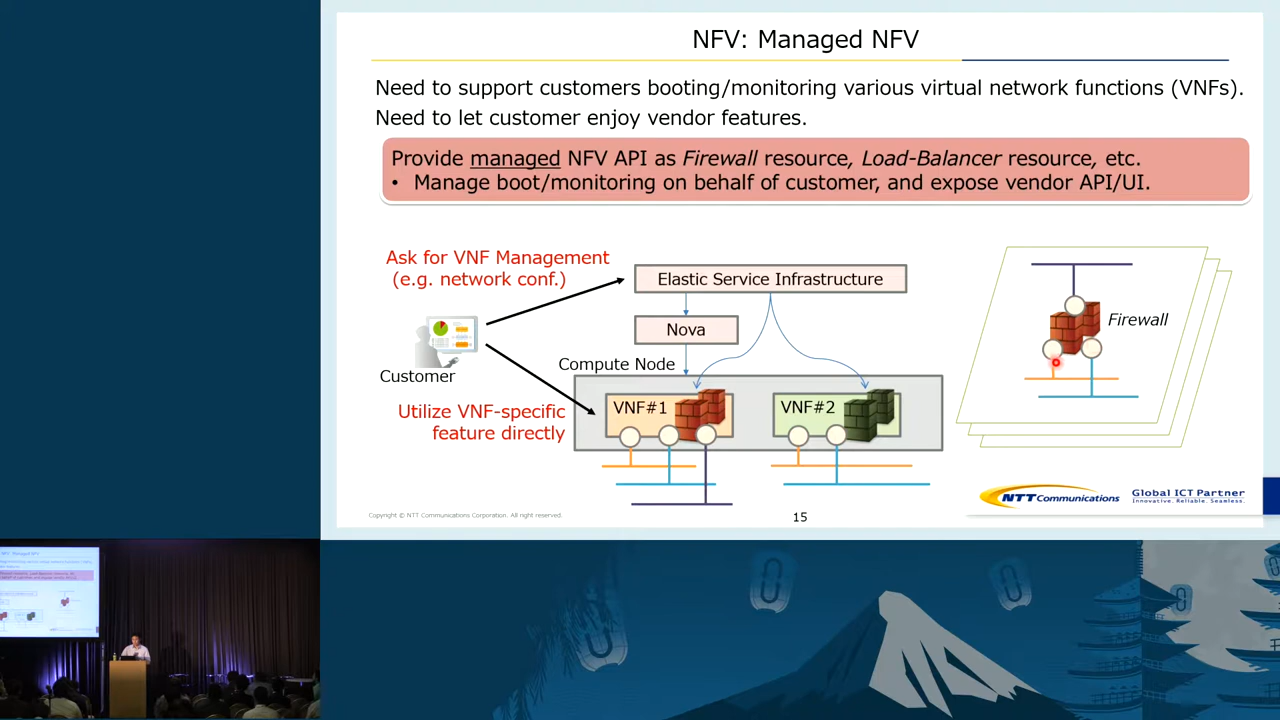 NFV: Managed NFV
Need to support customers booting/monitoring various virtual network functions (VNFs).
Need to let customer enjoy vendor features.
Provide managed NFV API as Firewall resource, Load-Balancer resource, etc.
• Manage boot/monitoring on behalf of customer, and expose vendor API/UI.
Ask for VNF Management
(e.g. network conf.)
Elastic Service Infrastructure
Nova
Compute Node
Customer
Utilize VNF-specific
feature directly
VNF#1
VNF#2
Firewall
NTT Communications
Global ICT Partner
Innovative. Reliable. Seamless.
Copyright © NTT Communications Corporation. All right reserved.
15